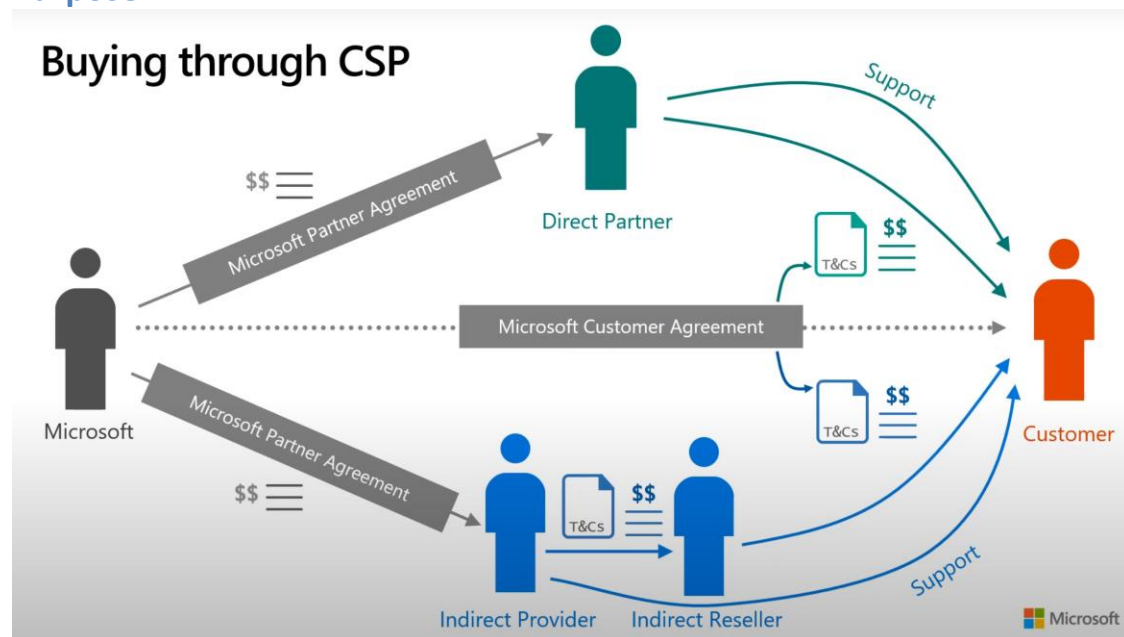 Buying through CSP
Support
$$
Microsoft Partner Agreement
Direct Partner
$$
T&Cs
Microsoft Customer Agreement
Microsoft
Microsoft Partner Agreement
$$
T&Cs
$$
Customer
$$
T&Cs
Support
Indirect Provider
Indirect Reseller
Microsoft